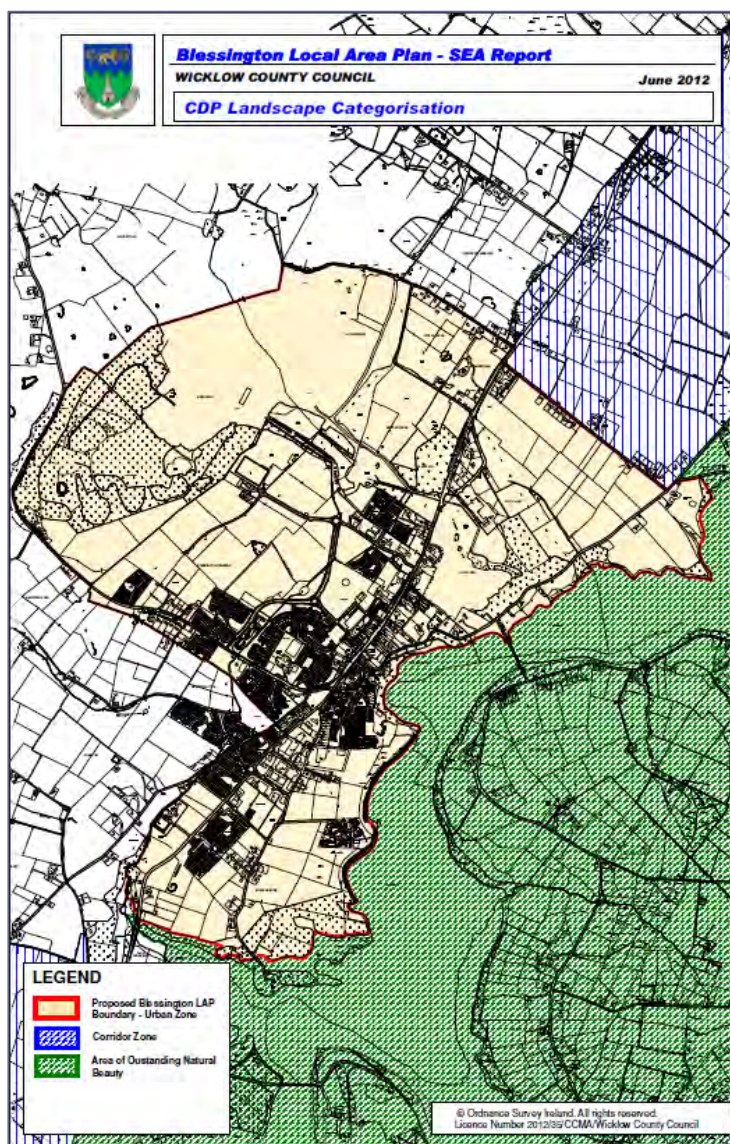 Blessington Local Area Plan - SEA Report
WICKLOW COUNTY COUNCIL
June 2012
CDP Landscape Categorisation
LEGEND
Proposed Blessington LAP
Boundary - Urban Zone
Corridor Zone
Area of Oustanding Natural
Beauty
© Ordnance Survey Ireland. All rights reserved.
Licence Number 2012/35/CCMA/Wicklow County Council